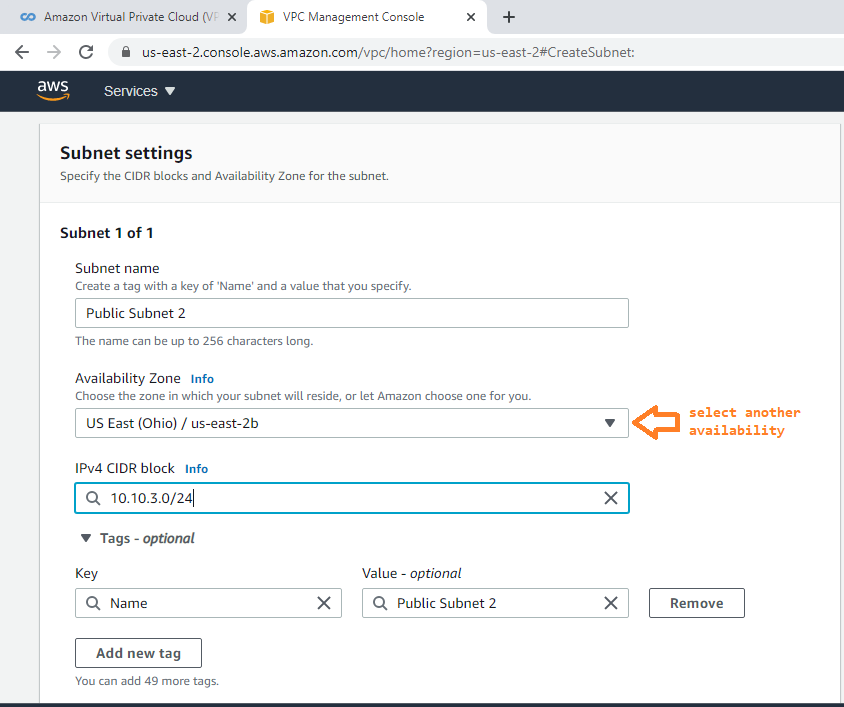 Amazon Virtual Private Cloud (VP
VPC Management Console
us-east-2.console.aws.amazon.com/vpc/home?region=us-east-2#CreateSubnet:
aws
Services
Subnet settings
Specify the CIDR blocks and Availability Zone for the subnet.
Subnet 1 of 1
Subnet name
Create a tag with a key of 'Name' and a value that you specify.
Public Subnet 2
The name can be up to 256 characters long.
Availability Zone Info
Choose the zone in which your subnet will reside, or let Amazon choose one for you.
US East (Ohio) / us-east-2b
select another
availability
IPv4 CIDR block Info
10.10.3.0/24
Tags - optional
Key
Value - optional
Name
Public Subnet 2
Remove
Add new tag
You can add 49 more tags.